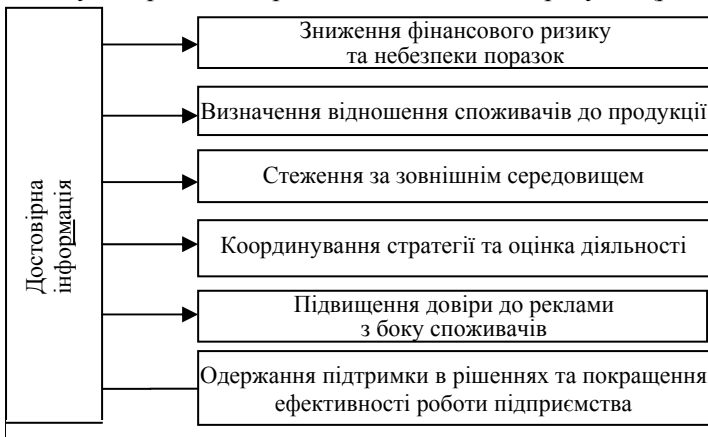 Достовірна
інформація
Зниження фінансового ризику
та небезпеки поразок
Визначення відношення споживачів до продукції
Стеження за зовнішнім середовищем
Координування стратегії та оцінка діяльності
Підвищення довіри до реклами
з боку споживачів
Одержання підтримки в рішеннях та покращення
ефективності роботи підприємства